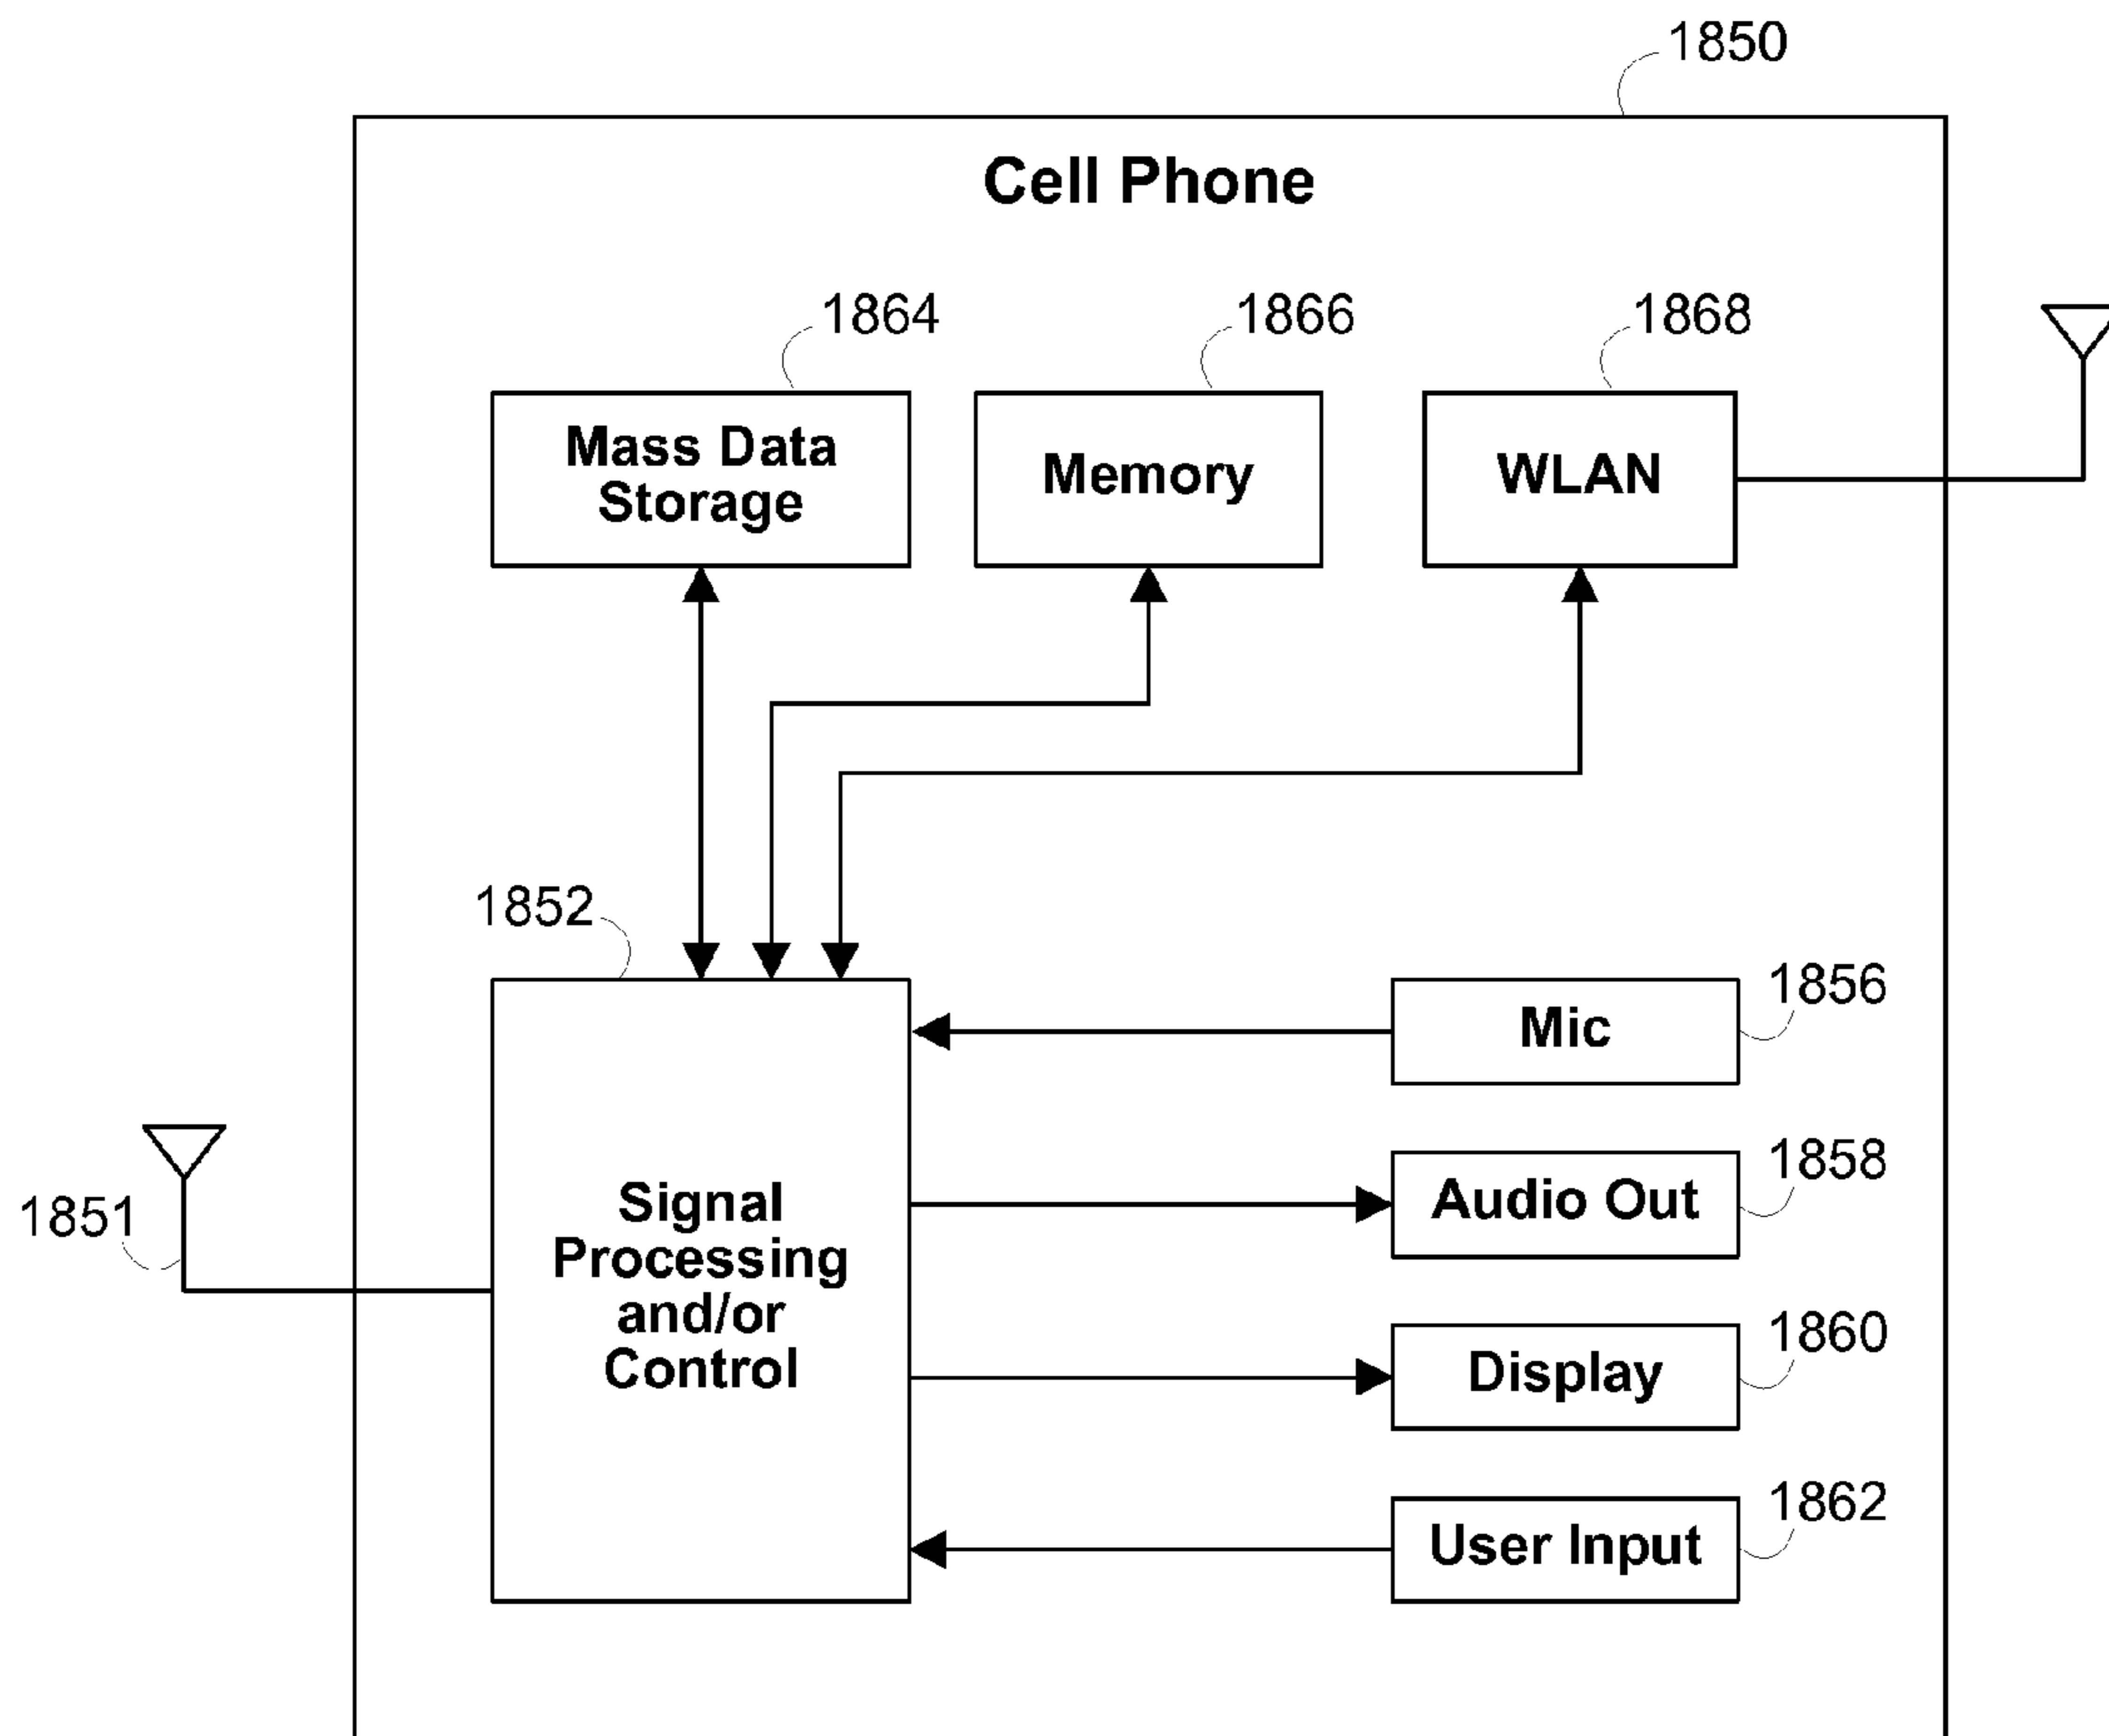 1850
Cell Phone
1864
1866
1868
Mass Data
Storage
Memory
WLAN
1852
1856
Mic
1858
Audio Out
1851
Signal
Processing
and/or
Control
1860
Display
1862
User Input